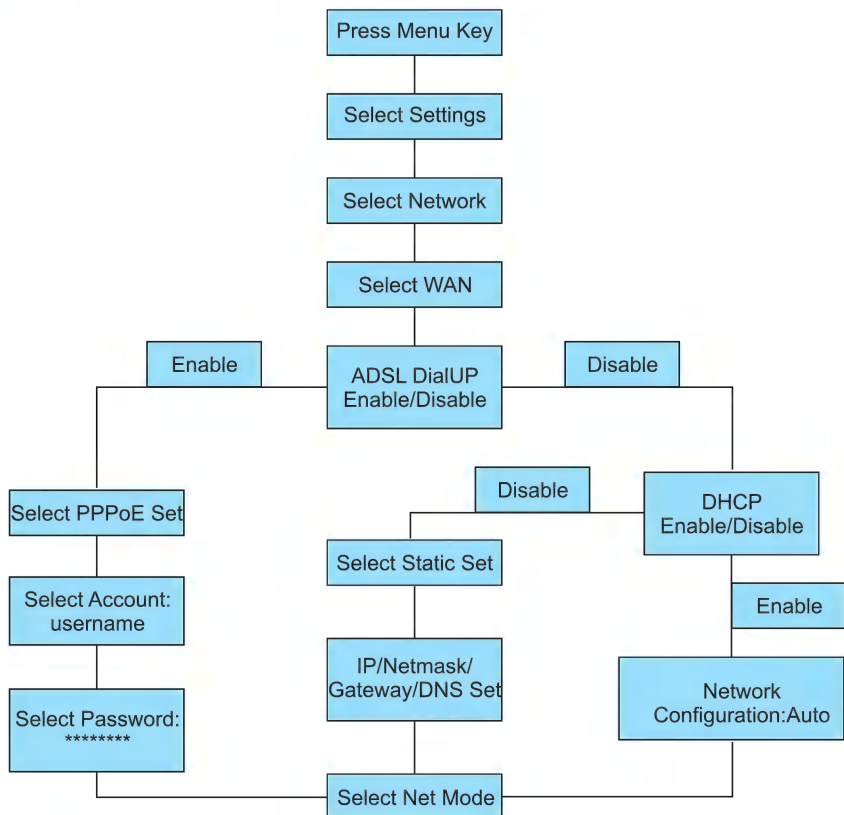 Press Menu Key
Select Settings
Select Network
Select WAN
Enable
ADSL DialUP
Enable/Disable
Disable
Select PPPoE Set
Disable
DHCP
Enable/Disable
Select Static Set
Select Account:
username
Enable
IP/Netmask/
Gateway/DNS Set
Network
Configuration:Auto
Select Password:
********
Select Net Mode